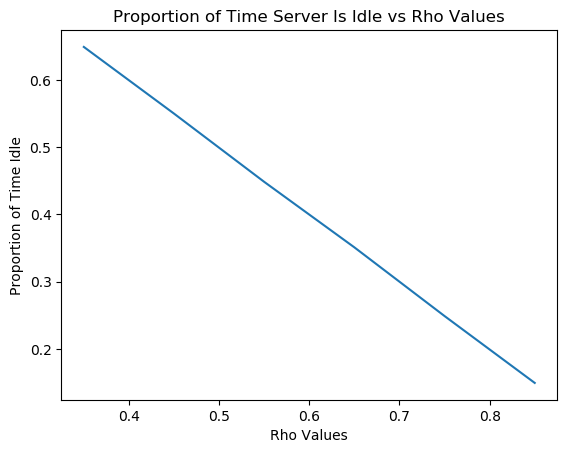 Proportion of Time Server Is Idle vs Rho Values
Proportion of Time Idle
0.6
0.5
0.4
0.3
0.2
0.4 0.5 0.6 0.7 0.8
Rho Values